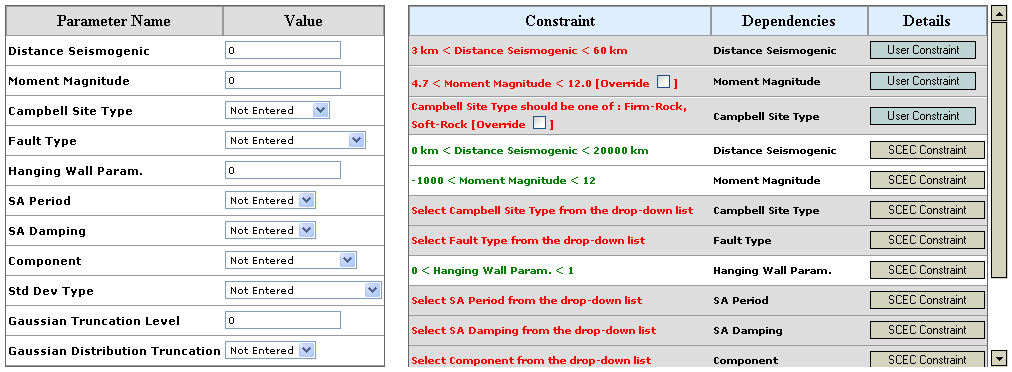 Parameter Name Value
Distance Seismogenic 0
Moment Magnitude 0
Campbell Site Type Not Entered
Fault Type Not Entered
Hanging Wall Param. 0
SA Period Not Entered
SA Damping Not Entered
Component Not Entered
Std Dev Type Not Entered
Gaussian Truncation Level 0
Gaussian Distribution Truncation Not Entered
Constraint Dependencies Details
3 km < Distance Seismogenic < 60 km Distance Seismogenic User Constraint
4.7 < Moment Magnitude < 12.0 [Override ] Moment Magnitude User Constraint
Campbell Site Type should be one of : Firm-Rock,
Soft-Rock [Override ] Campbell Site Type User Constraint
0 km < Distance Seismogenic < 20000 km Distance Seismogenic SCEC Constraint
-1000 < Moment Magnitude < 12 Moment Magnitude SCEC Constraint
Select Campbell Site Type from the drop-down list Campbell Site Type SCEC Constraint
Select Fault Type from the drop-down list Fault Type SCEC Constraint
0 < Hanging Wall Param. < 1 Hanging Wall Param. SCEC Constraint
Select SA Period from the drop-down list SA Period SCEC Constraint
Select SA Damping from the drop-down list SA Damping SCEC Constraint
Select Component from the drop-down list Component SCEC Constraint